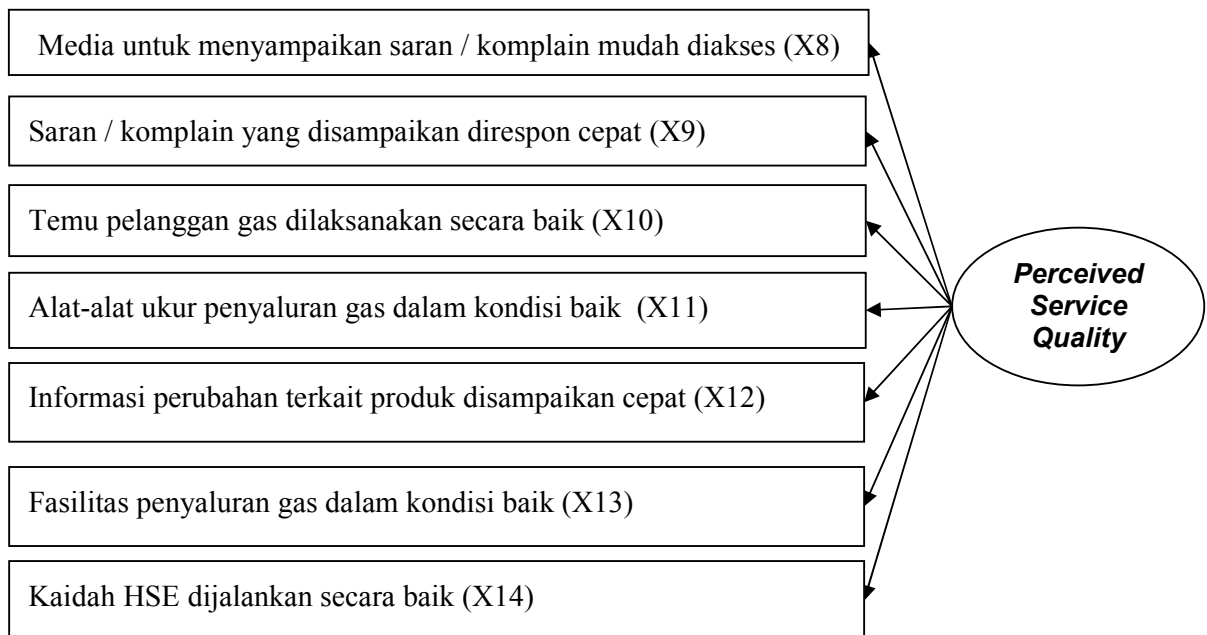 Media untuk menyampaikan saran / komplain mudah diakses (X8)
Saran / komplain yang disampaikan direspon cepat (X9)
Temu pelanggan gas dilaksanakan secara baik (X10)
Alat-alat ukur penyaluran gas dalam kondisi baik (X11)
Informasi perubahan terkait produk disampaikan cepat (X12)
Fasilitas penyaluran gas dalam kondisi baik (X13)
Kaidah HSE dijalankan secara baik (X14)
Perceived
Service
Quality